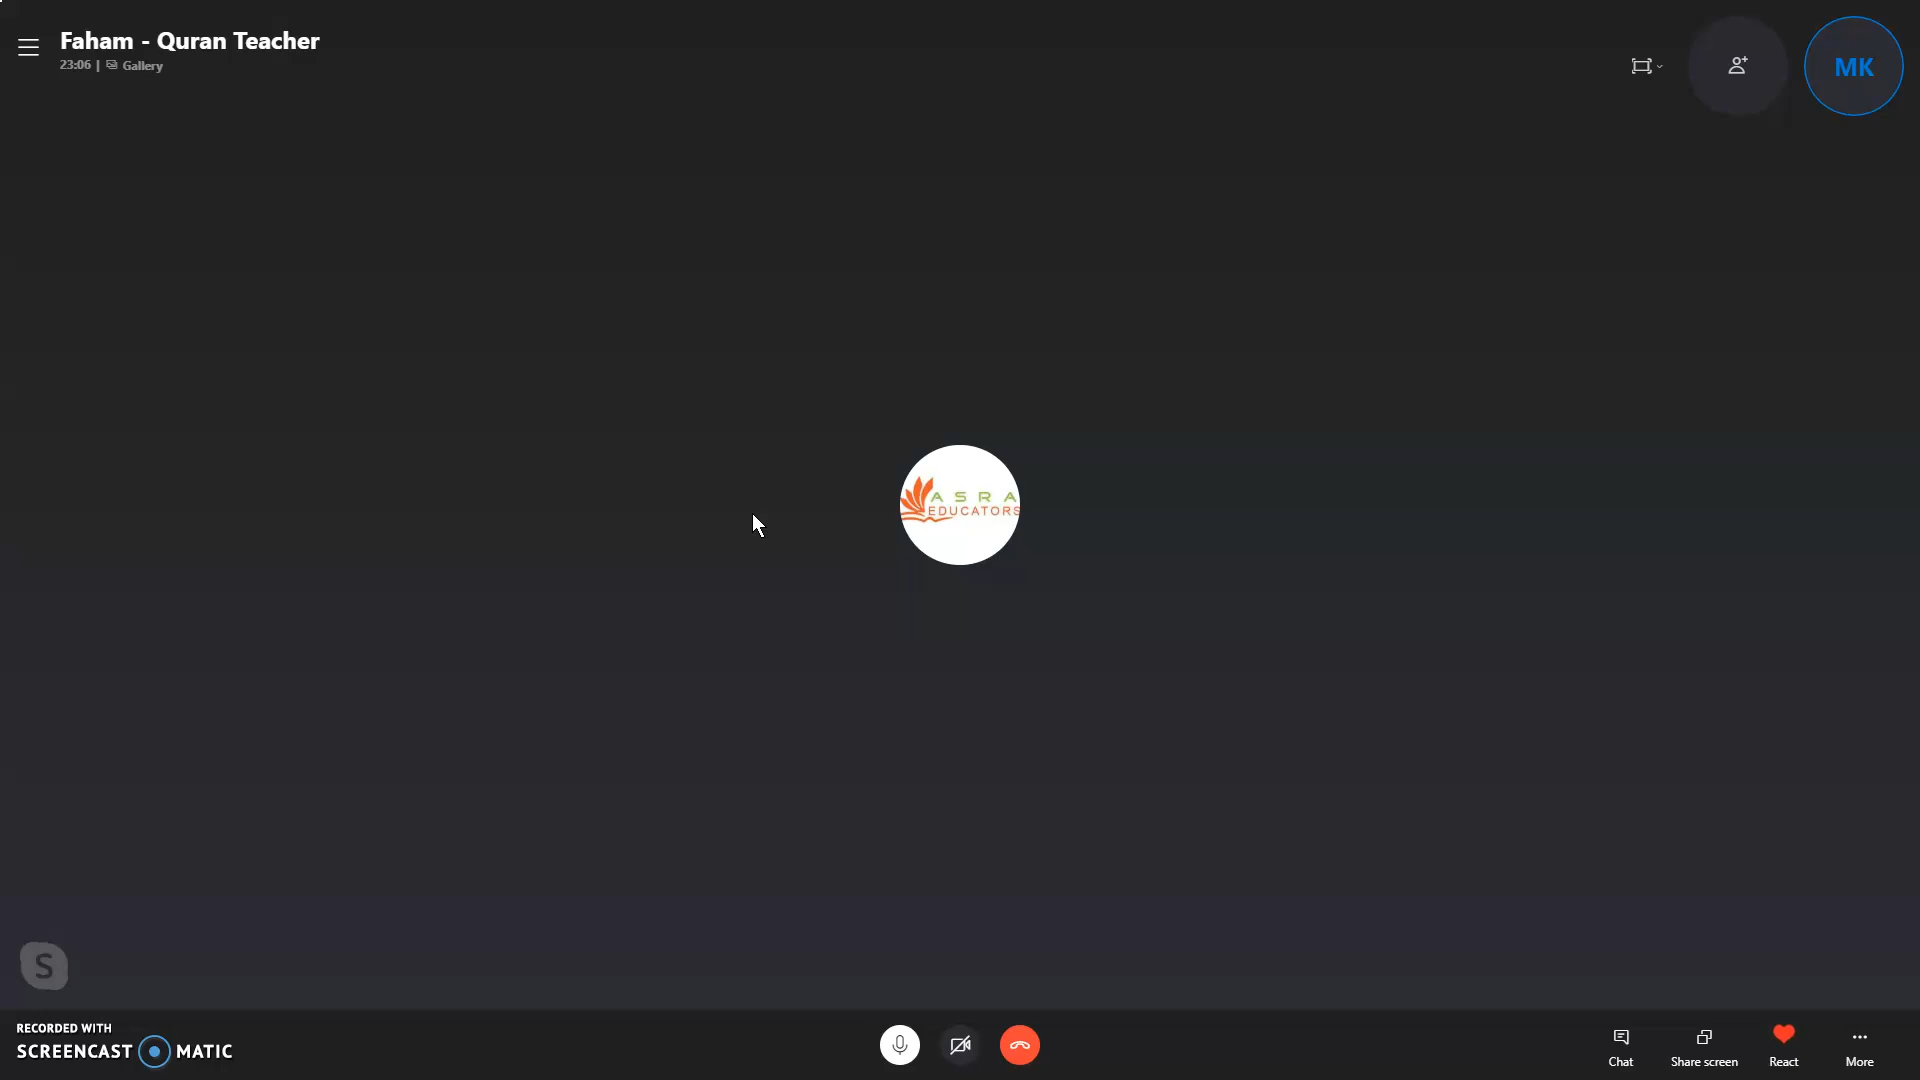 Faham - Quran Teacher
23:06 | Gallery
MK
ASRA
EDUCATORS
S
RECORDED WITH
SCREENCAST MATIC
Chat
Share screen
React
More